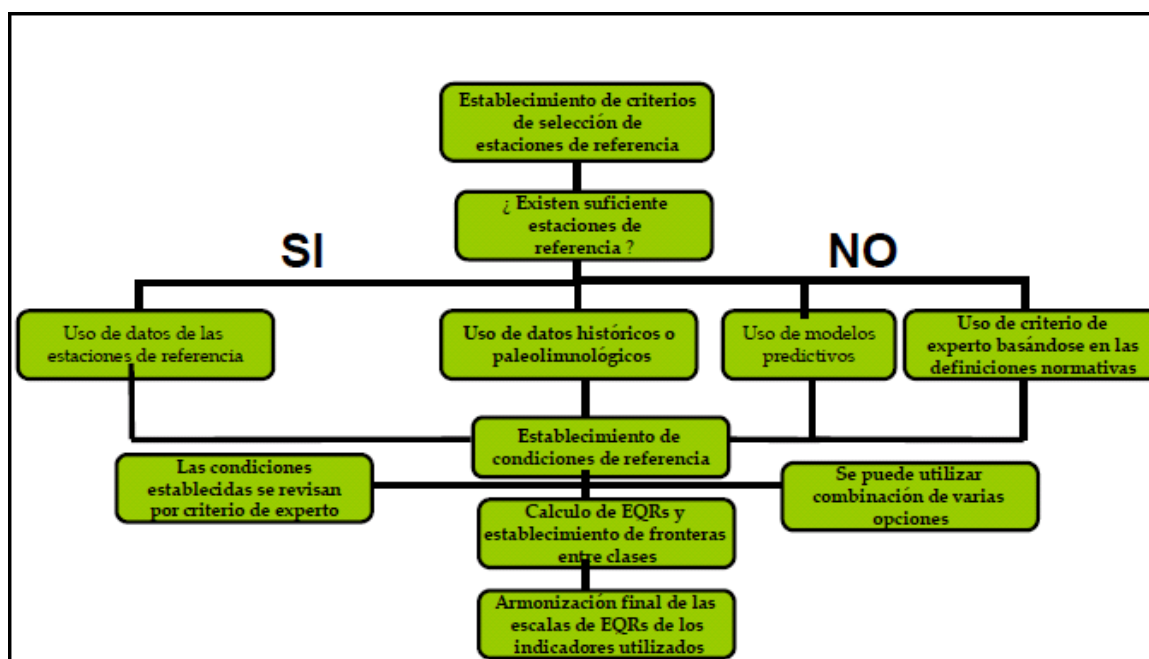 Establecimiento de criterios
de selección de
estaciones de referencia
¿ Existen suficiente
estaciones de
referencia ?
SI
NO
Uso de datos de las
estaciones de referencia
Uso de datos históricos o
paleolimnológicos
Uso de modelos
predictivos
Uso de criterio de
experto basándose en las
definiciones normativas
Establecimiento de
condiciones de referencia
Las condiciones
establecidas se revisan
por criterio de experto
Se puede utilizar
combinación de varias
opciones
Calculo de EQRs y
establecimiento de fronteras
entre clases
Armonización final de las
escalas de EQRs de los
indicadores utilizados